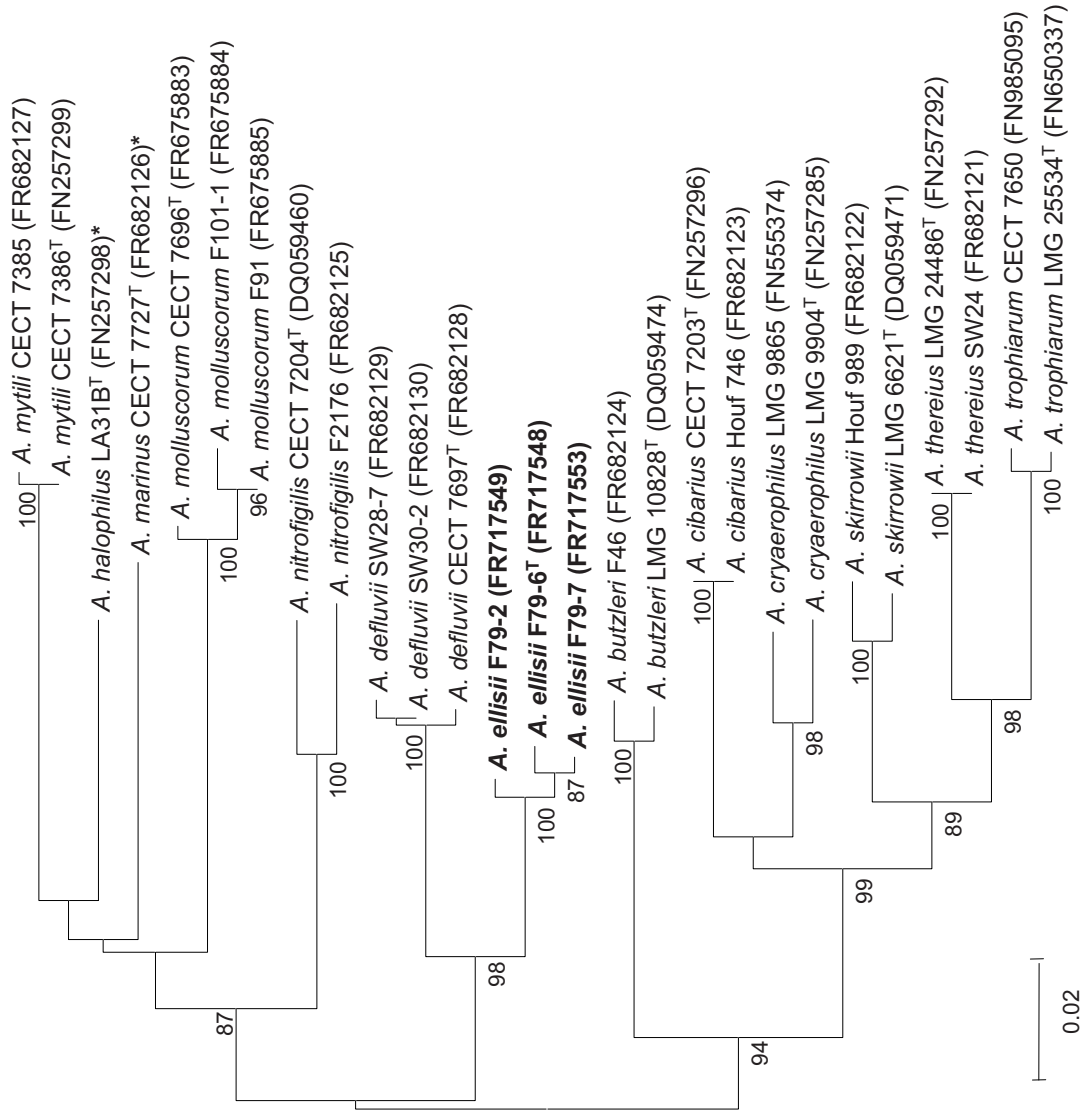 A. mytili CECT 7385 (FR682127)
100
A. mytili CECT 7386T (FN257299)
A. halophilus LA31BT (FN257298)*
A. marinus CECT 7727T (FR682126)*
A. molluscorum CECT 7696T (FR675883)
100
A. molluscorum F101-1 (FR675884)
96
A. molluscorum F91 (FR675885)
87
A. nitrofigilis CECT 7204T (DQ059460)
100
A. nitrofigilis F2176 (FR682125)
A. defluvii SW28-7 (FR682129)
A. defluvii SW30-2 (FR682130)
100
A. defluvii CECT 7697T (FR682128)
98
A. ellisii F79-2 (FR717549)
100
A. ellisii F79-6T (FR717548)
87
A. ellisii F79-7 (FR717553)
A. butzleri F46 (FR682124)
100
A. butzleri LMG 10828T (DQ059474)
94
A. cibarius CECT 7203T (FN257296)
100
A. cibarius Houf 746 (FR682123)
A. cryaerophilus LMG 9865 (FN555374)
98
A. cryaerophilus LMG 9904T (FN257285)
99
A. skirrowii Houf 989 (FR682122)
100
A. skirrowii LMG 6621T (DQ059471)
89
A. thereius LMG 24486T (FN257292)
100
A. thereius SW24 (FR682121)
98
A. trophiarum CECT 7650 (FN985095)
100
A. trophiarum LMG 25534T (FN650337)
0.02